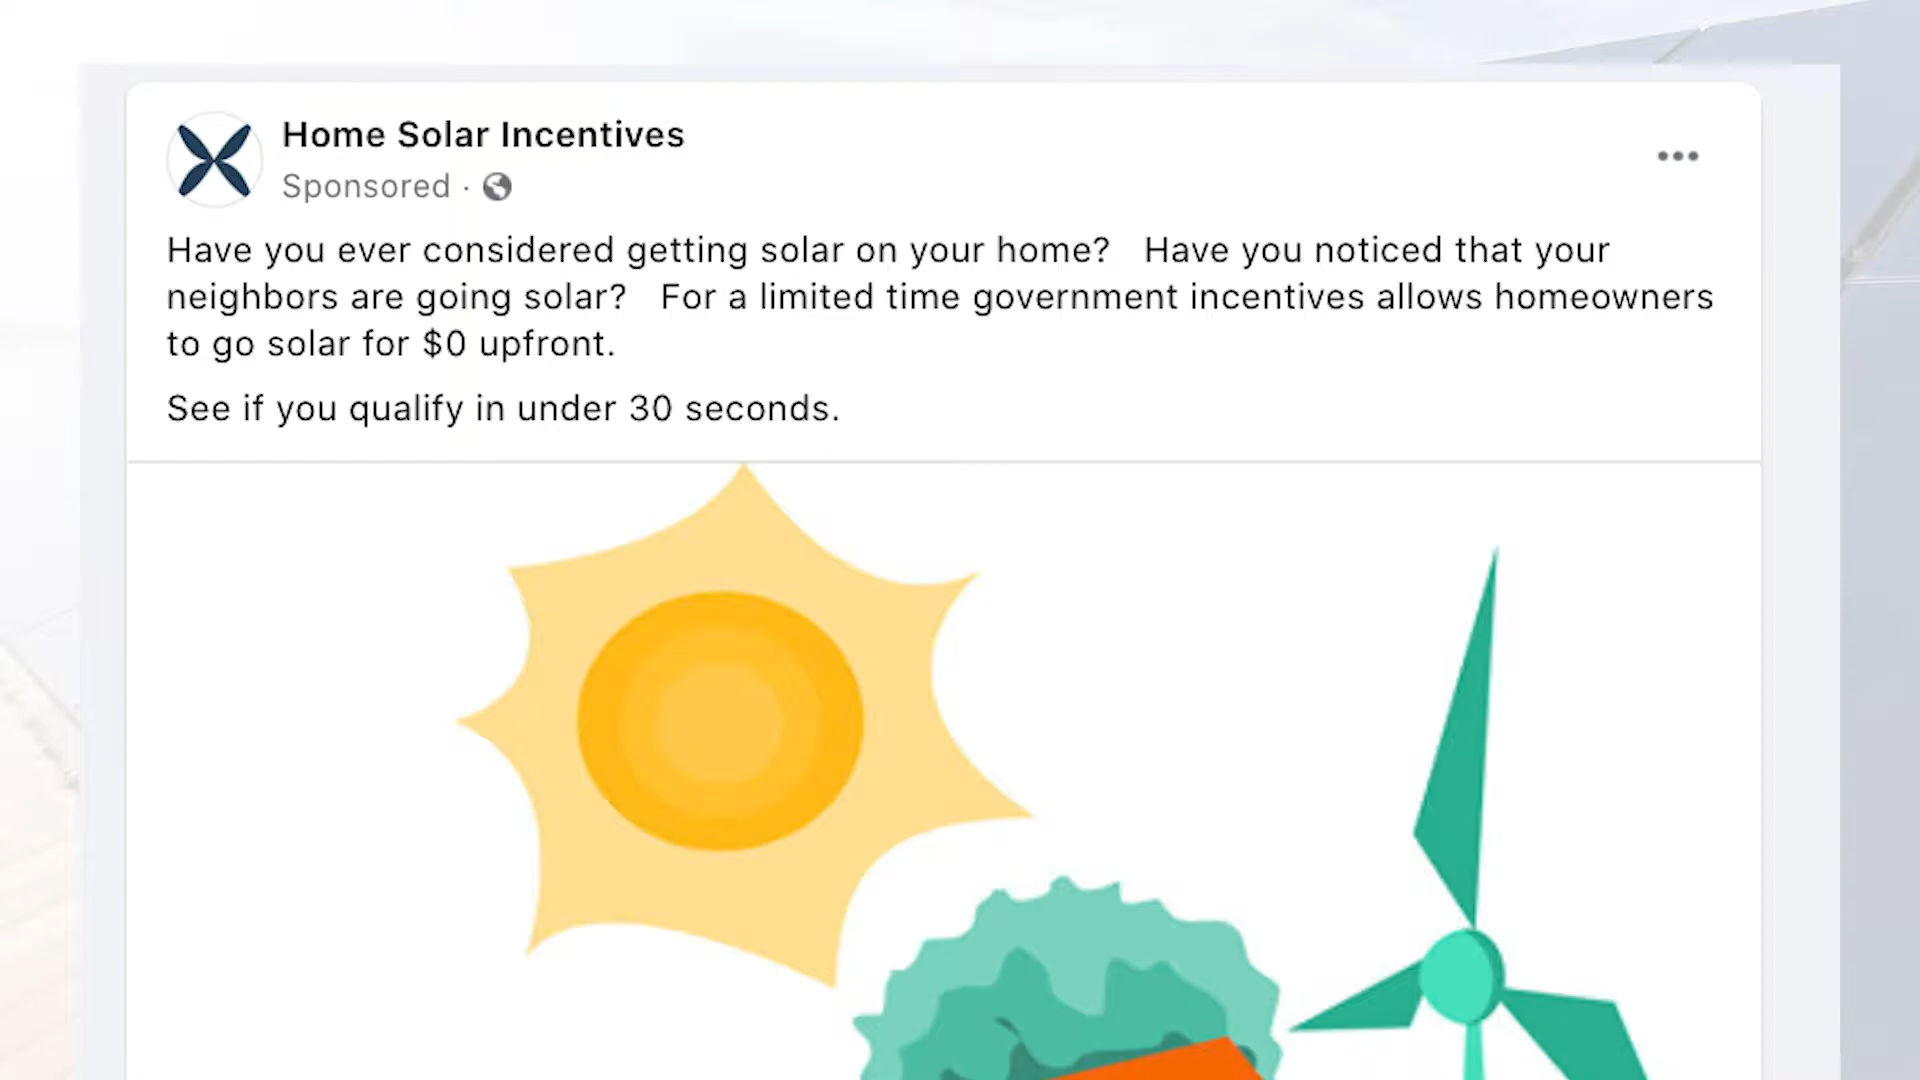 Home Solar Incentives
Sponsored ·
Have you ever considered getting solar on your home? Have you noticed that your
neighbors are going solar? For a limited time government incentives allows homeowners
to go solar for $0 upfront.
See if you qualify in under 30 seconds.